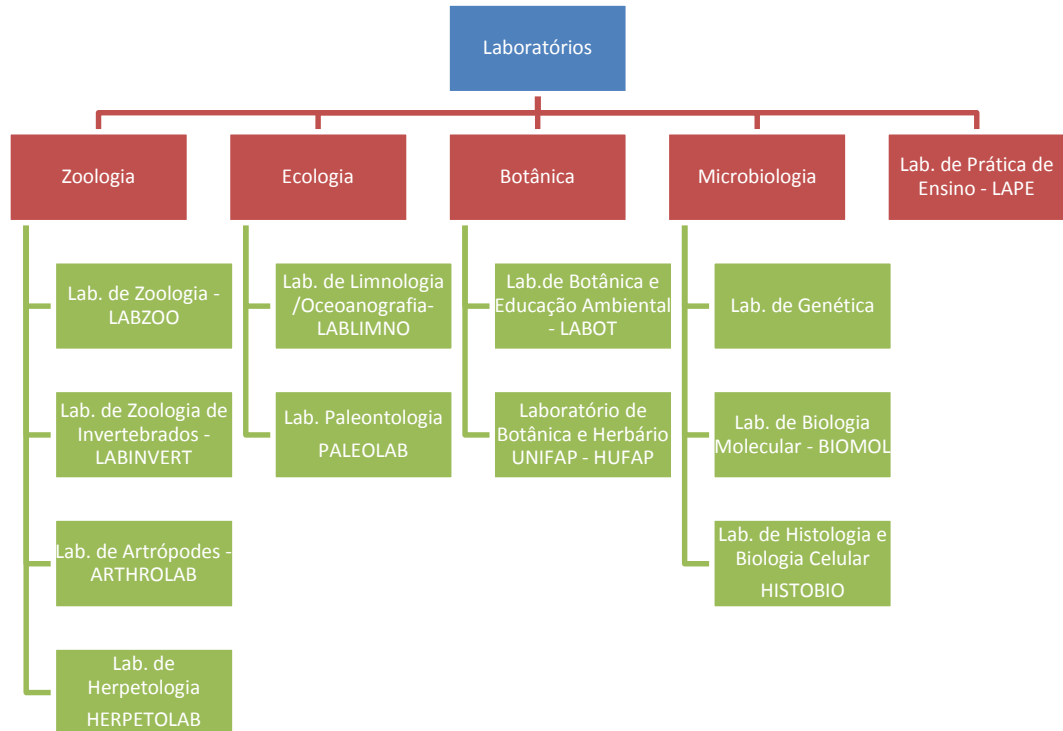 Laboratórios
Zoologia
Ecologia
Botânica
Microbiologia
Lab. de Prática de
Ensino - LAPE
Lab. de Zoologia -
LABZOO
Lab. de Zoologia de
Invertebrados -
LABINVERT
Lab. de Artrópodes -
ARTHROLAB
Lab. de
Herpetologia
HERPETOLAB
Lab. de Limnologia
/Oceoanografia-
LABLIMNO
Lab. Paleontologia
PALEOLAB
Lab.de Botânica e
Educação Ambiental
- LABOT
Laboratório de
Botânica e Herbário
UNIFAP - HUFAP
Lab. de Genética
Lab. de Biologia
Molecular - BIOMOL
Lab. de Histologia e
Biologia Celular
HISTOBIO